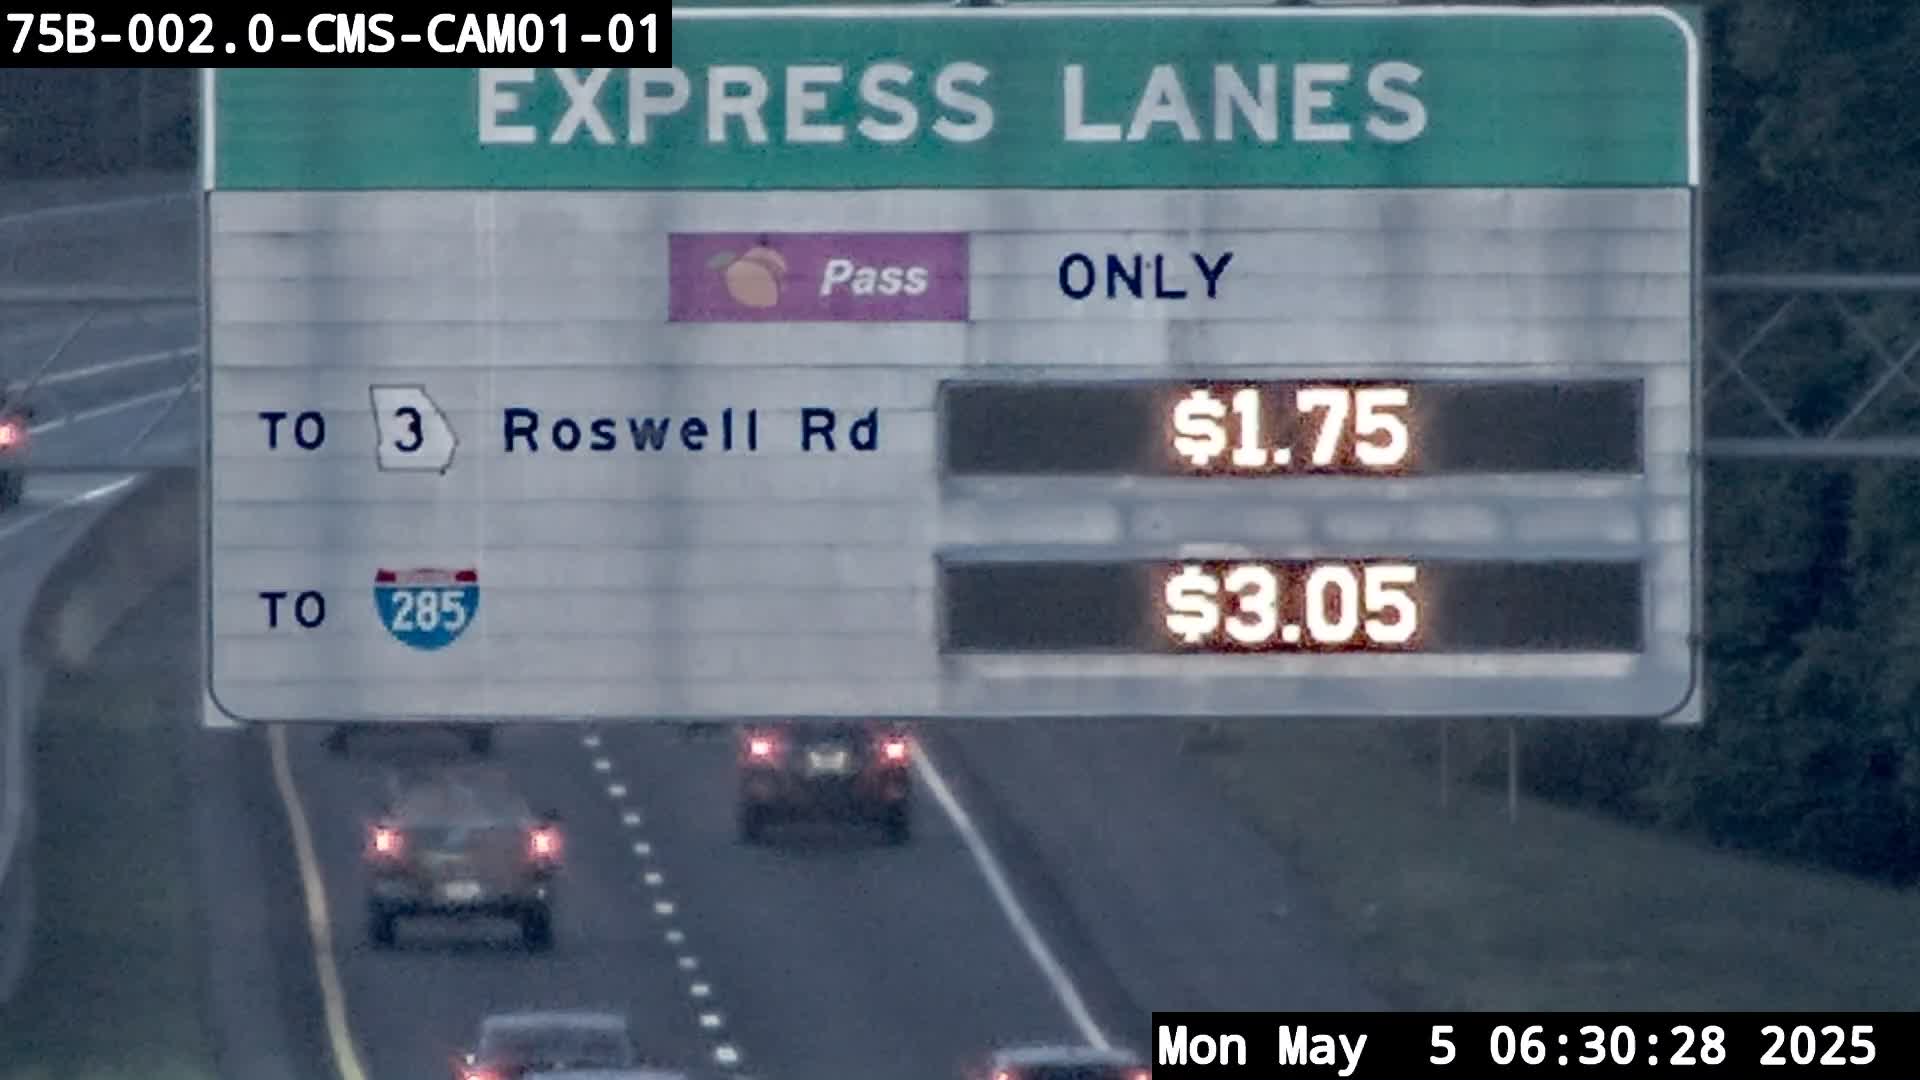 75B-002.0-CMS-CAM01-01
EXPRESS LANES
Pass ONLY
TO 3 Roswell Rd $1.75
TO 285 $3.05
Mon May 5 06:30:28 2025